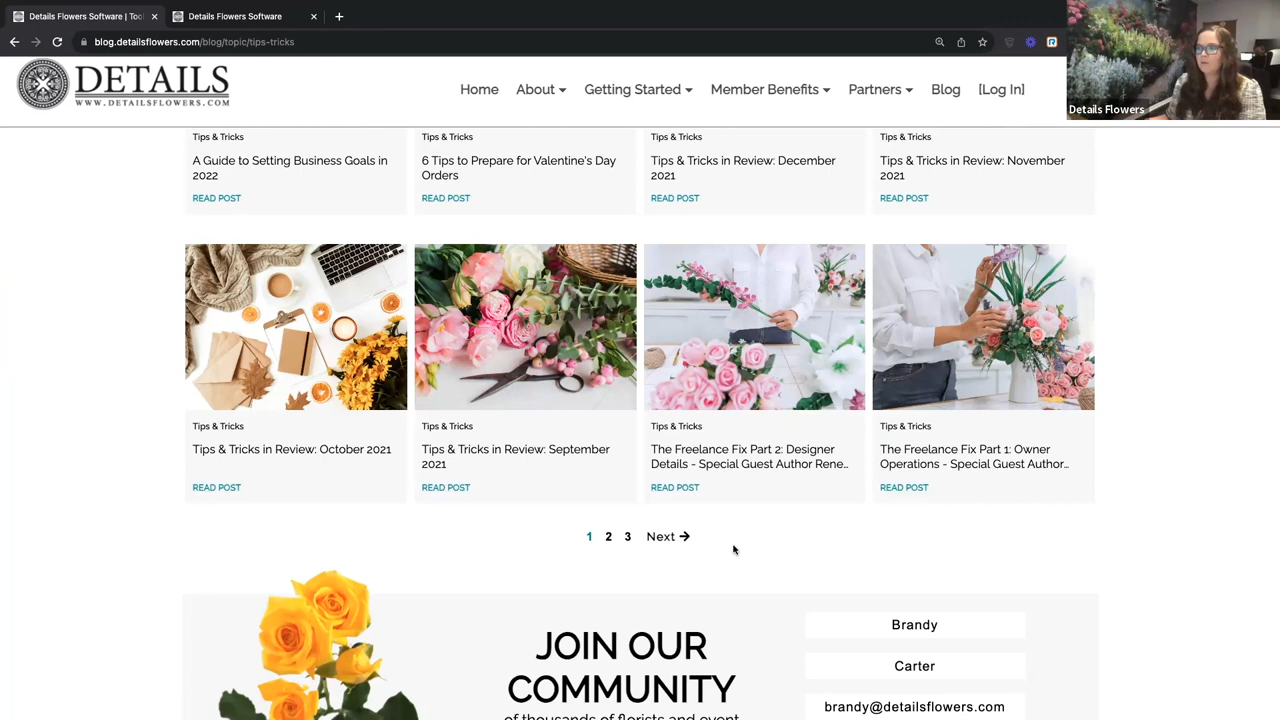 Details Flowers Software | Too
Details Flowers Software
blog.detailsflowers.com/blog/topic/tips-tricks
DETAILS
WWW.DETAILSFLOWERS.COM
Home
About
Getting Started
Member Benefits
Partners
Blog
[Log In]
Details Flowers
Tips & Tricks
A Guide to Setting Business Goals in
2022
READ POST
Tips & Tricks
6 Tips to Prepare for Valentine's Day
Orders
READ POST
Tips & Tricks
Tips & Tricks in Review: December
2021
READ POST
Tips & Tricks
Tips & Tricks in Review: November
2021
READ POST
Tips & Tricks
Tips & Tricks in Review: October 2021
READ POST
Tips & Tricks
Tips & Tricks in Review: September
2021
READ POST
Tips & Tricks
The Freelance Fix Part 2: Designer
Details - Special Guest Author Rene...
READ POST
Tips & Tricks
The Freelance Fix Part 1: Owner
Operations - Special Guest Author...
READ POST
1 2 3 Next
JOIN OUR
COMMUNITY
of thousands of florists and event
Brandy
Carter
brandy@detailsflowers.com